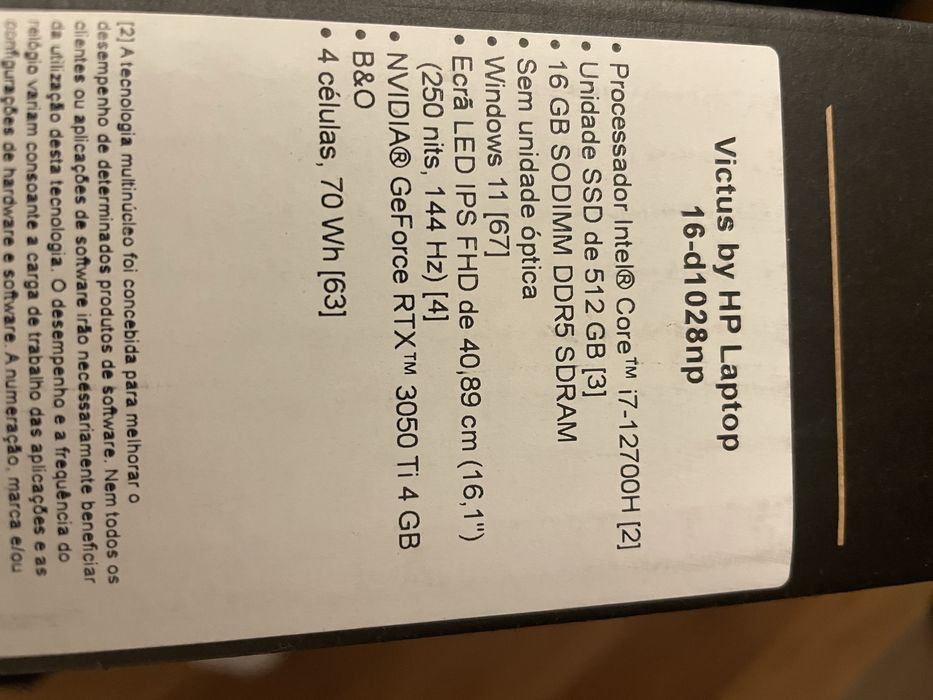 Victus by HP Laptop
16-d1028np
• Processador Intel® Core™ i7-12700H [2]
• Unidade SSD de 512 GB [3]
• 16 GB SODIMM DDR5 SDRAM
• Sem unidade óptica
• Windows 11 [67]
• Ecrã LED IPS FHD de 40,89 cm (16,1")
(250 nits, 144 Hz) [4]
• NVIDIA® GeForce RTX™ 3050 Ti 4 GB
• B&O
• 4 células, 70 Wh [63]
[2] A tecnologia multinúcleo foi concebida para melhorar o
desempenho de determinados produtos de software. Nem todos os
clientes ou aplicações de software irão necessariamente beneficiar
da utilização desta tecnologia. O desempenho e a frequência do
relógio variam consoante a carga de trabalho das aplicações e as
configurações de hardware e software. A numeração, marca e/ou